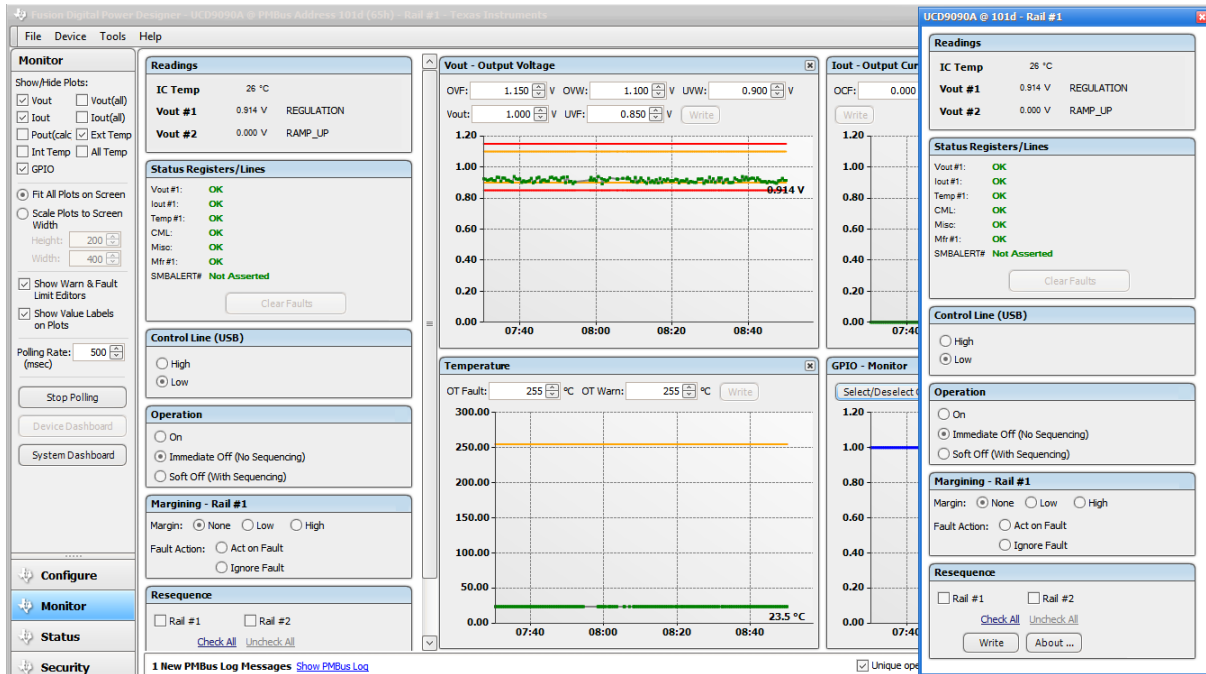 Fusion Digital Power Designer - UCD9090A @ PMBus Address 101d (65h) - Rail #1 - Texas Instruments
File Device Tools Help
Monitor
Show/Hide Plots:
Vout Vout(all)
Iout Iout(all)
Pout(calc Ext Temp
Int Temp All Temp
GPIO
Fit All Plots on Screen
Scale Plots to Screen
Width
Height: 200
Width: 400
Show Warn & Fault
Limit Editors
Show Value Labels
on Plots
Polling Rate: 500
(msec)
Stop Polling
Device Dashboard
System Dashboard
Configure
Monitor
Status
Security
Readings
IC Temp 26 °C
Vout #1 0.914 V REGULATION
Vout #2 0.000 V RAMP_UP
Status Registers/Lines
Vout #1: OK
Iout #1: OK
Temp #1: OK
CML: OK
Misc: OK
Mfr #1: OK
SMBALERT# Not Asserted
Clear Faults
Control Line (USB)
High
Low
Operation
On
Immediate Off (No Sequencing)
Soft Off (With Sequencing)
Margining - Rail #1
Margin: None Low High
Fault Action: Act on Fault
Ignore Fault
Resequence
Rail #1 Rail #2
Check All Uncheck All
Vout - Output Voltage
OVF: 1.150 V OVW: 1.100 V UVW: 0.900 V
Vout: 1.000 V UVF: 0.850 V Write
1.20
1.00
0.914 V
0.80
0.60
0.40
0.20
0.00
07:40 08:00 08:20 08:40
Temperature
OT Fault: 255 °C OT Warn: 255 °C Write
300.00
250.00
200.00
150.00
100.00
50.00
23.5 °C
0.00
07:40 08:00 08:20 08:40
Iout - Output Cur
OCF: 0.000
Write
1.20
1.00
0.80
0.60
0.40
0.20
0.00
07:40
GPIO - Monitor
Select/Deselect
1.20
1.00
0.80
0.60
0.40
0.20
0.00
07:40
1 New PMBus Log Messages Show PMBus Log
Unique ope
UCD9090A @ 101d - Rail #1
Readings
IC Temp 26 °C
Vout #1 0.914 V REGULATION
Vout #2 0.000 V RAMP_UP
Status Registers/Lines
Vout #1: OK
Iout #1: OK
Temp #1: OK
CML: OK
Misc: OK
Mfr #1: OK
SMBALERT# Not Asserted
Clear Faults
Control Line (USB)
High
Low
Operation
On
Immediate Off (No Sequencing)
Soft Off (With Sequencing)
Margining - Rail #1
Margin: None Low High
Fault Action: Act on Fault
Ignore Fault
Resequence
Rail #1 Rail #2
Check All Uncheck All
Write About ...